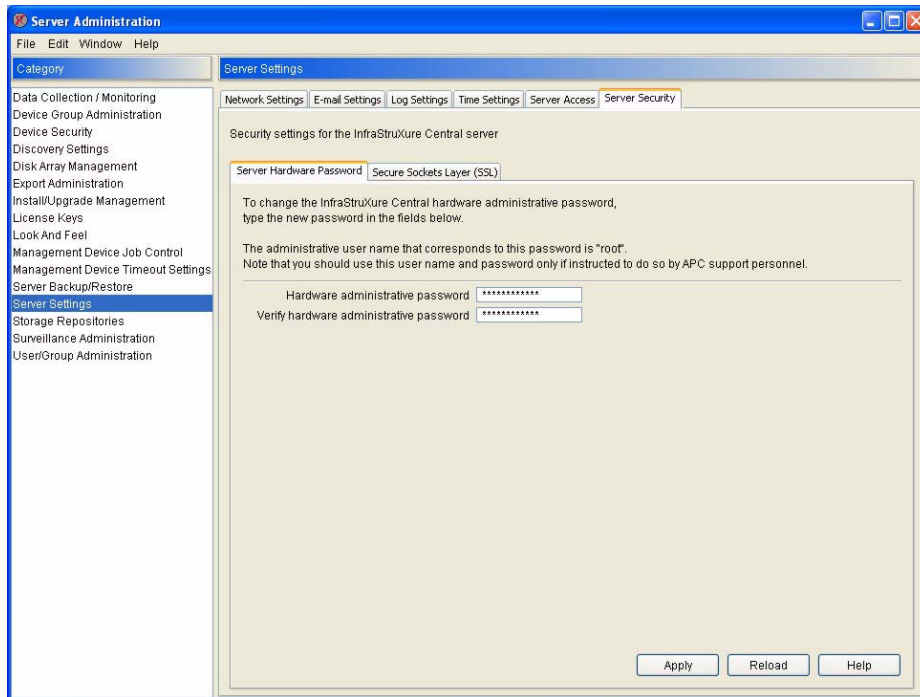 Server Administration
File Edit Window Help
Category
Server Settings
Data Collection / Monitoring
Device Group Administration
Device Security
Discovery Settings
Disk Array Management
Export Administration
Install/Upgrade Management
License Keys
Look And Feel
Management Device Job Control
Management Device Timeout Settings
Server Backup/Restore
Server Settings
Storage Repositories
Surveillance Administration
User/Group Administration
Network Settings E-mail Settings Log Settings Time Settings Server Access Server Security
Security settings for the InfraStruXure Central server
Server Hardware Password Secure Sockets Layer (SSL)
To change the InfraStruXure Central hardware administrative password,
type the new password in the fields below.
The administrative user name that corresponds to this password is "root".
Note that you should use this user name and password only if instructed to do so by APC support personnel.
Hardware administrative password ************
Verify hardware administrative password ************
Apply Reload Help